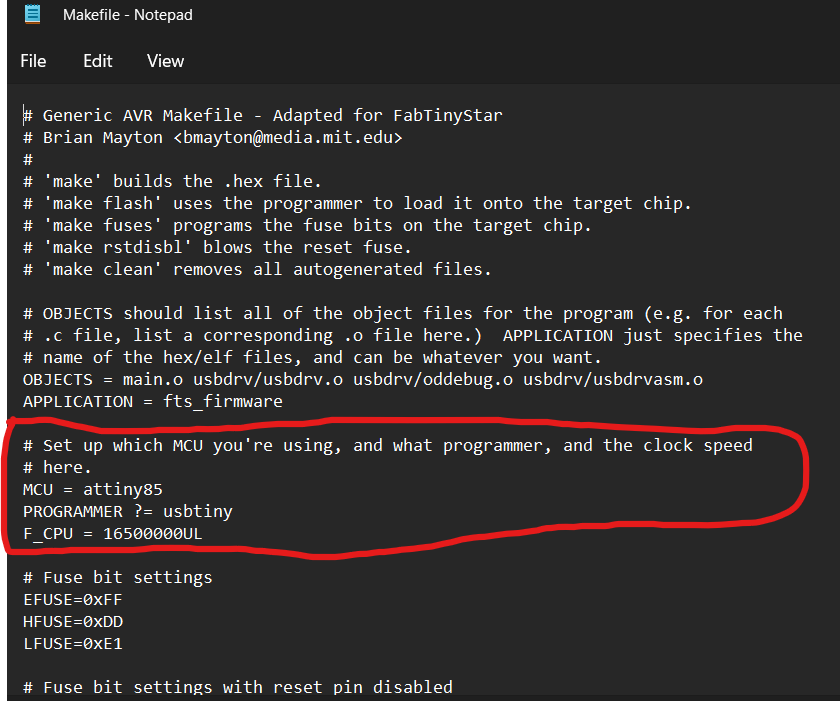 Makefile - Notepad
File Edit View
# Generic AVR Makefile - Adapted for FabTinyStar
# Brian Mayton <bmayton@media.mit.edu>
#
# 'make' builds the .hex file.
# 'make flash' uses the programmer to load it onto the target chip.
# 'make fuses' programs the fuse bits on the target chip.
# 'make rstdisbl' blows the reset fuse.
# 'make clean' removes all autogenerated files.
# OBJECTS should list all of the object files for the program (e.g. for each
# .c file, list a corresponding .o file here.)  APPLICATION just specifies the
# name of the hex/elf files, and can be whatever you want.
OBJECTS = main.o usbdrv/usbdrv.o usbdrv/oddebug.o usbdrv/usbdrvasm.o
APPLICATION = fts_firmware
# Set up which MCU you're using, and what programmer, and the clock speed
# here.
MCU = attiny85
PROGRAMMER ?= usbtiny
F_CPU = 16500000UL
# Fuse bit settings
EFUSE=0xFF
HFUSE=0xDD
LFUSE=0xE1
# Fuse bit settings with reset pin disabled